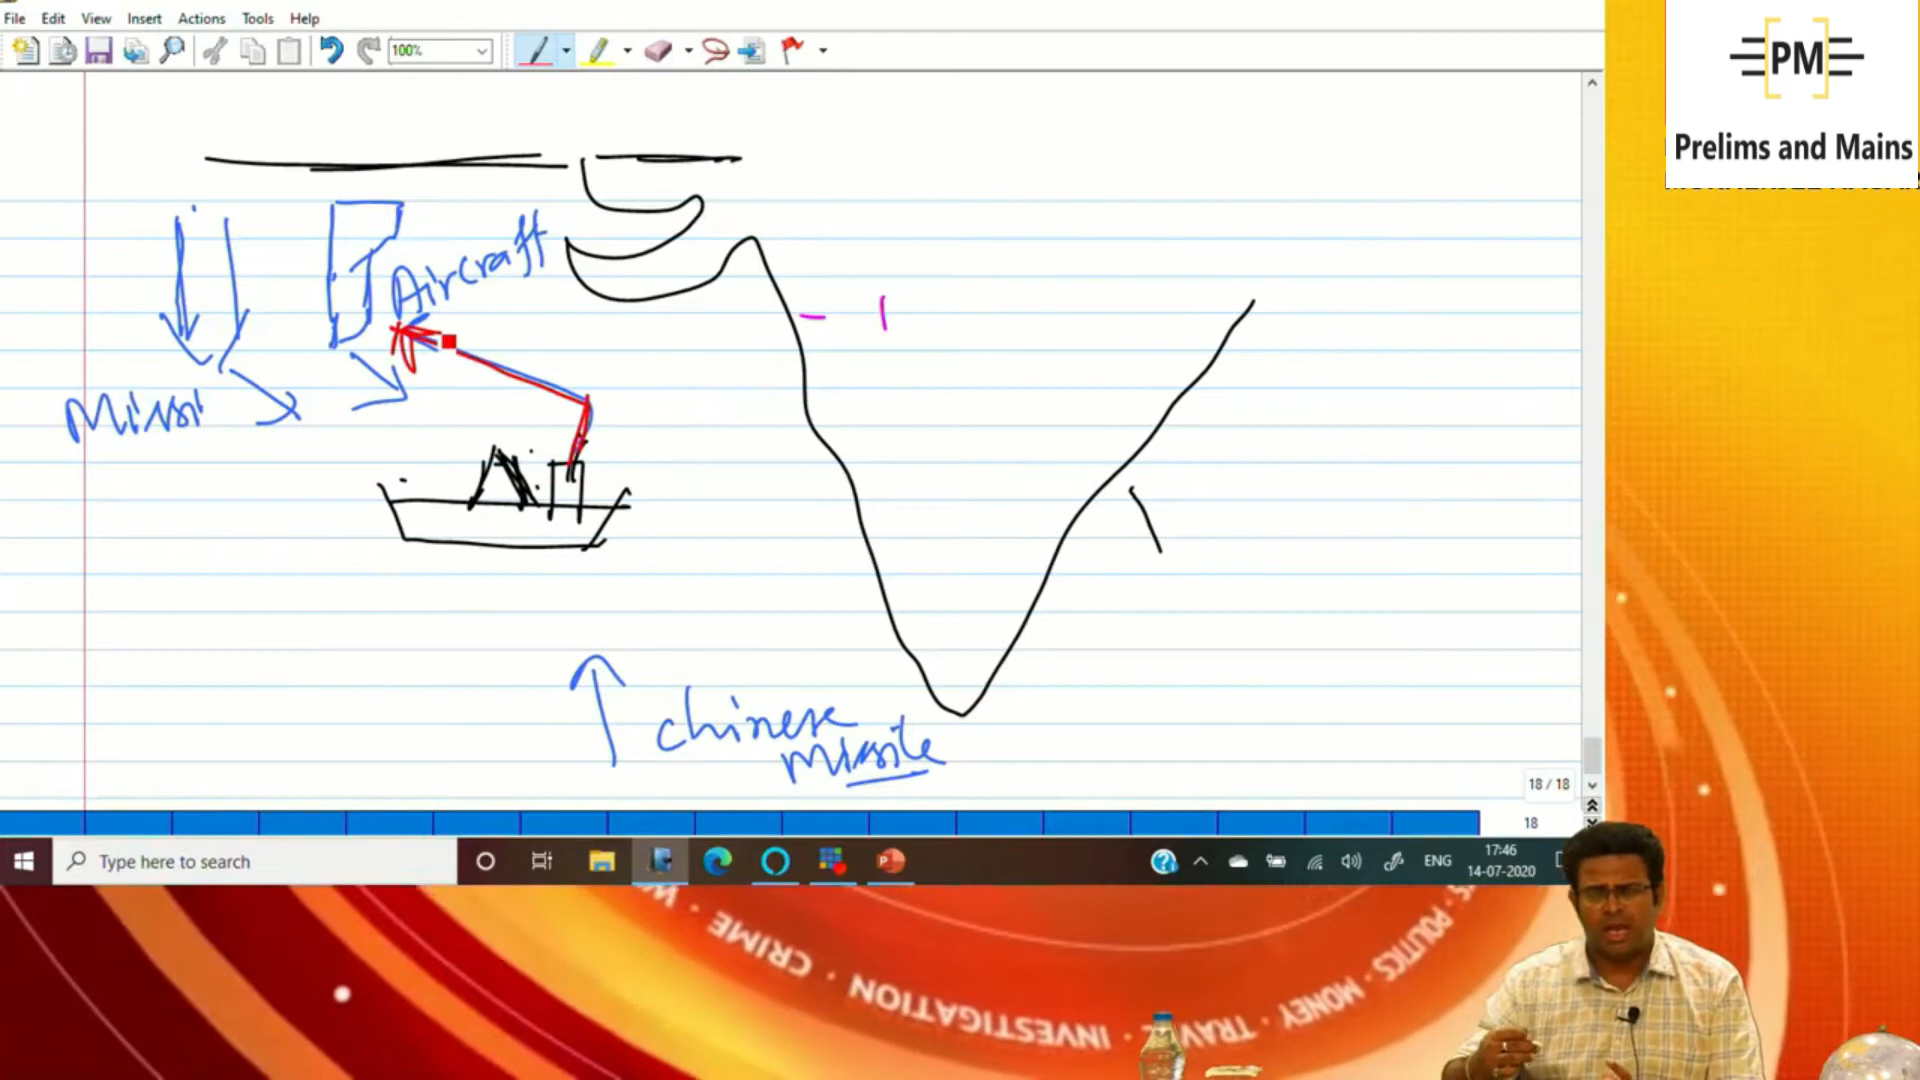 File Edit View Insert Actions Tools Help
100%
PM
Prelims and Mains
Aircraft
Missi
Chinese
missile
18 / 18
18
Type here to search
ENG
17:46
14-07-2020
CRIME · INVESTIGATION · TRAVEL · MONEY · POLITICS